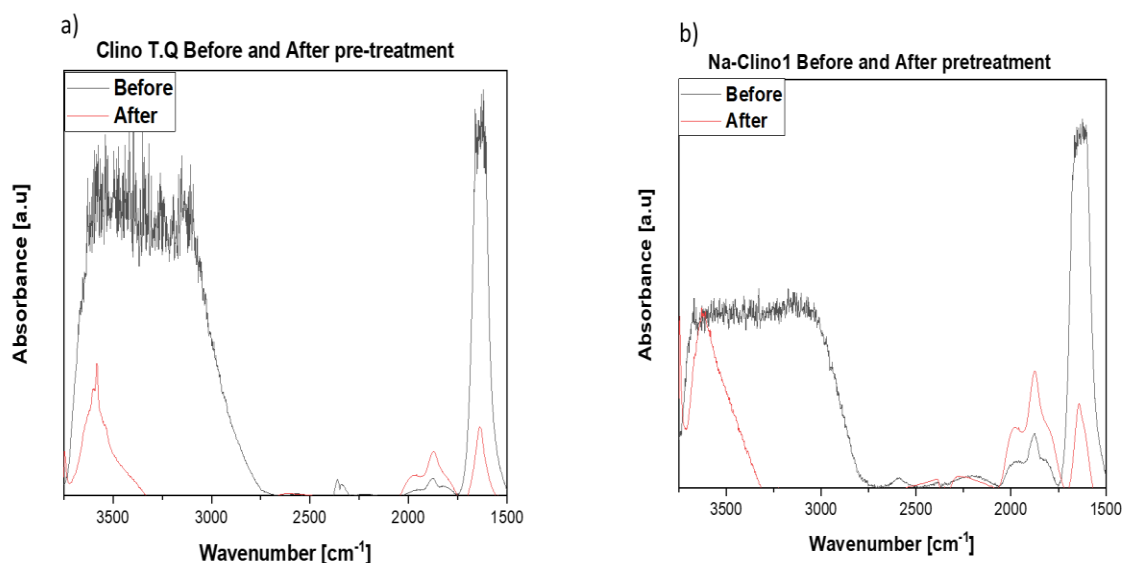 a)
Clino T.Q Before and After pre-treatment
Before
After
Absorbance [a.u]
3500 3000 2500 2000 1500
Wavenumber [cm⁻¹]
b)
Na-Clino1 Before and After pretreatment
Before
After
Absorbance [a.u]
3500 3000 2500 2000 1500
Wavenumber [cm⁻¹]